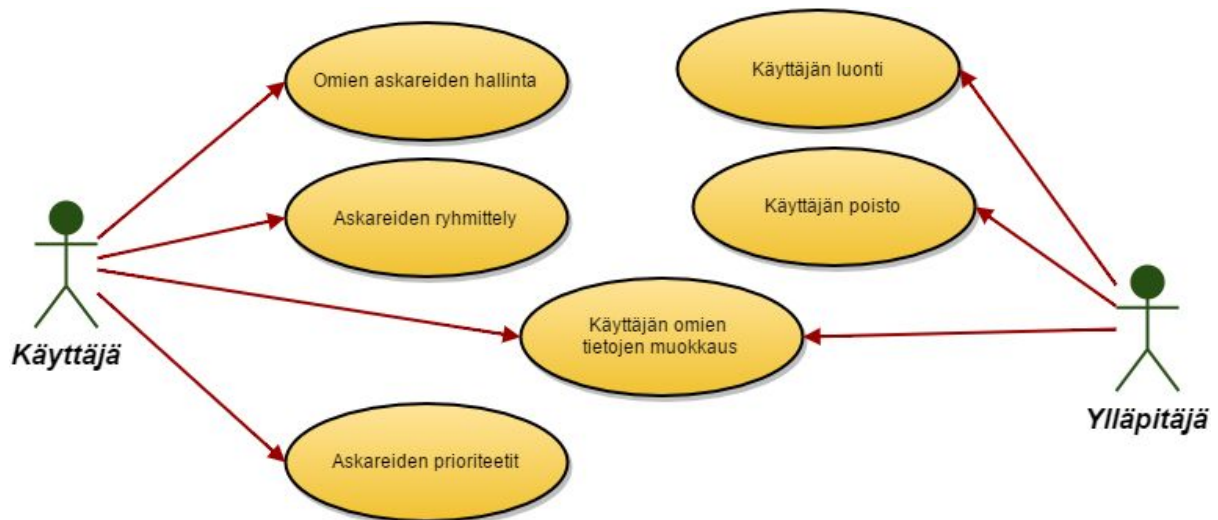 Omien askareiden hallinta
Käyttäjän luonti
Askareiden ryhmittely
Käyttäjän poisto
Käyttäjä
Käyttäjän omien
tietojen muokkaus
Ylläpitäjä
Askareiden prioriteetit